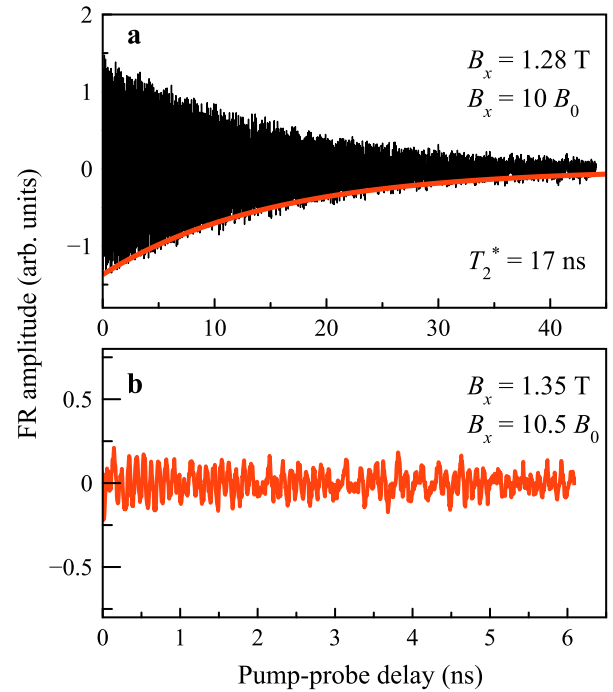 a
B_x = 1.28 T
B_x = 10 B_0
T_2^* = 17 ns
2
1
0
−1
0
10
20
30
40
FR amplitude (arb. units)
b
B_x = 1.35 T
B_x = 10.5 B_0
0.5
0
−0.5
0
1
2
3
4
5
6
Pump-probe delay (ns)